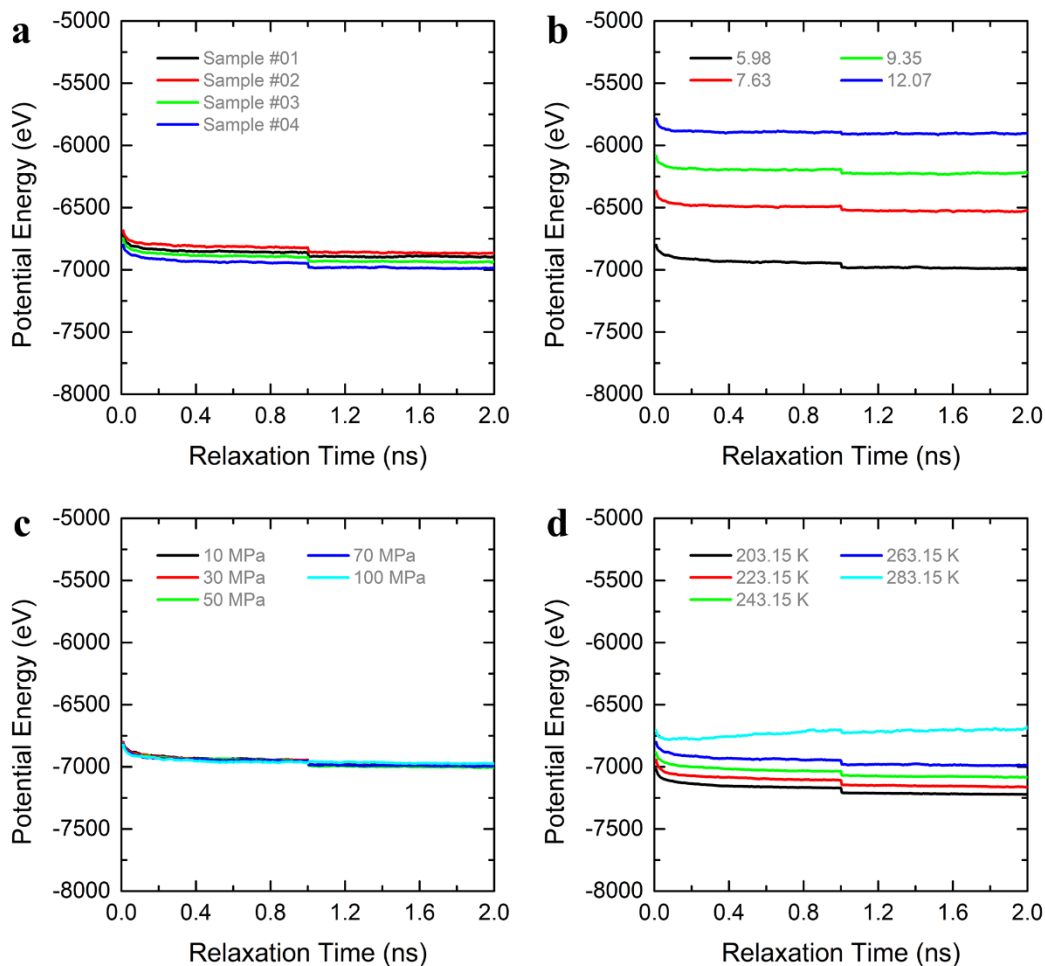 a
-5000
-5500
-6000
-6500
-7000
-7500
-8000
Potential Energy (eV)
Sample #01
Sample #02
Sample #03
Sample #04
0.0 0.4 0.8 1.2 1.6 2.0
Relaxation Time (ns)
b
-5000
-5500
-6000
-6500
-7000
-7500
-8000
Potential Energy (eV)
5.98 9.35
7.63 12.07
0.0 0.4 0.8 1.2 1.6 2.0
Relaxation Time (ns)
c
-5000
-5500
-6000
-6500
-7000
-7500
-8000
Potential Energy (eV)
10 MPa 70 MPa
30 MPa 100 MPa
50 MPa
0.0 0.4 0.8 1.2 1.6 2.0
Relaxation Time (ns)
d
-5000
-5500
-6000
-6500
-7000
-7500
-8000
Potential Energy (eV)
203.15 K 263.15 K
223.15 K 283.15 K
243.15 K
0.0 0.4 0.8 1.2 1.6 2.0
Relaxation Time (ns)